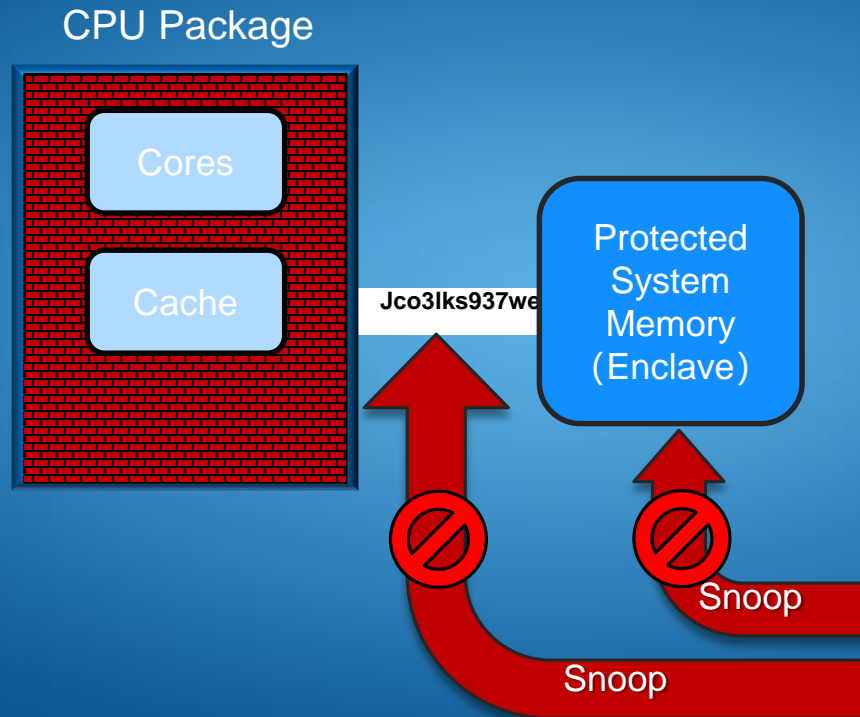 CPU Package
Cores
Cache
Jco3lks937we
Protected
System
Memory
(Enclave)
Snoop
Snoop